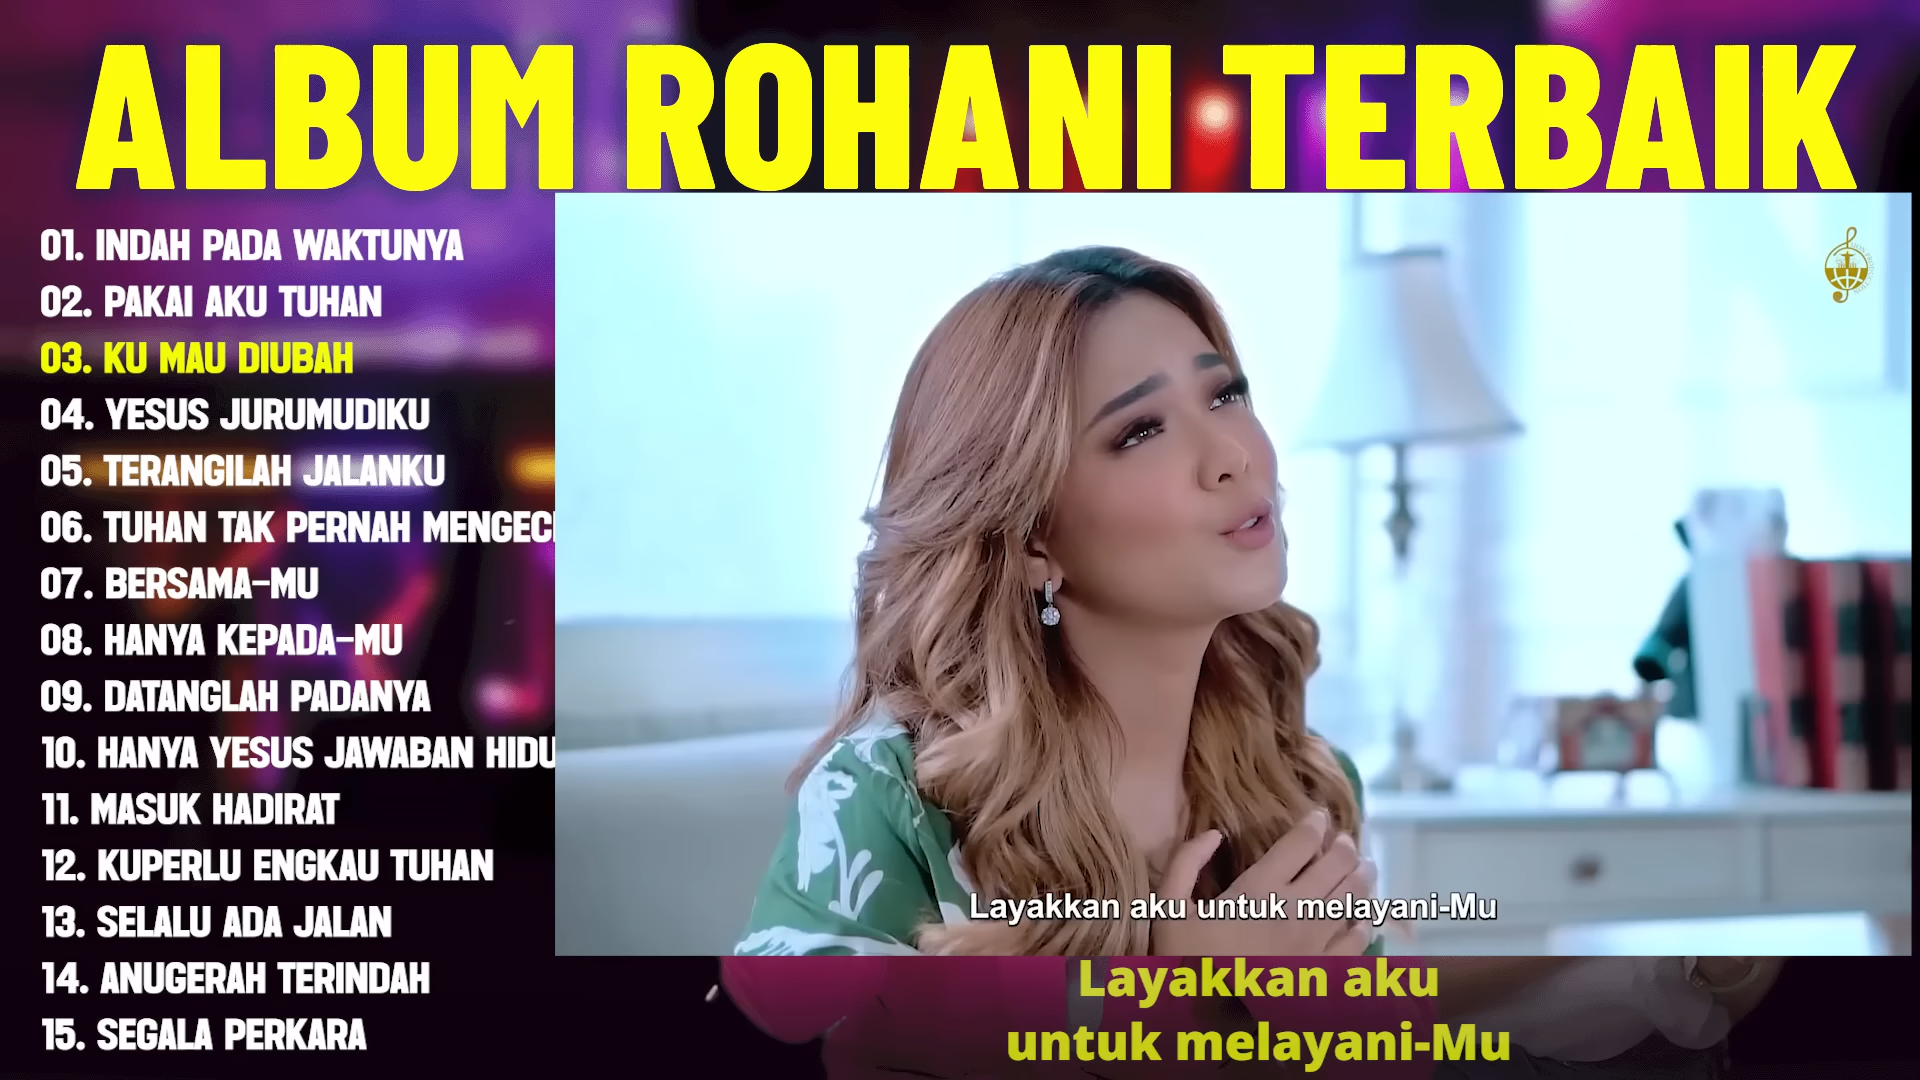 ALBUM ROHANI TERBAIK
01. INDAH PADA WAKTUNYA
02. PAKAI AKU TUHAN
03. KU MAU DIUBAH
04. YESUS JURUMUDIKU
05. TERANGILAH JALANKU
06. TUHAN TAK PERNAH
07. BERSAMA-MU
08. HANYA KEPADA-MU
09. DATANGLAH PADANYA
10. HANYA YESUS JAWABAN
11. MASUK HADIRAT
12. KUPERLU ENGKAU TUHAN
13. SELALU ADA JALAN
14. ANUGERAH TERINDAH
15. SEGALA PERKARA
Layakkan aku untuk melayani-Mu
Layakkan aku
untuk melayani-Mu